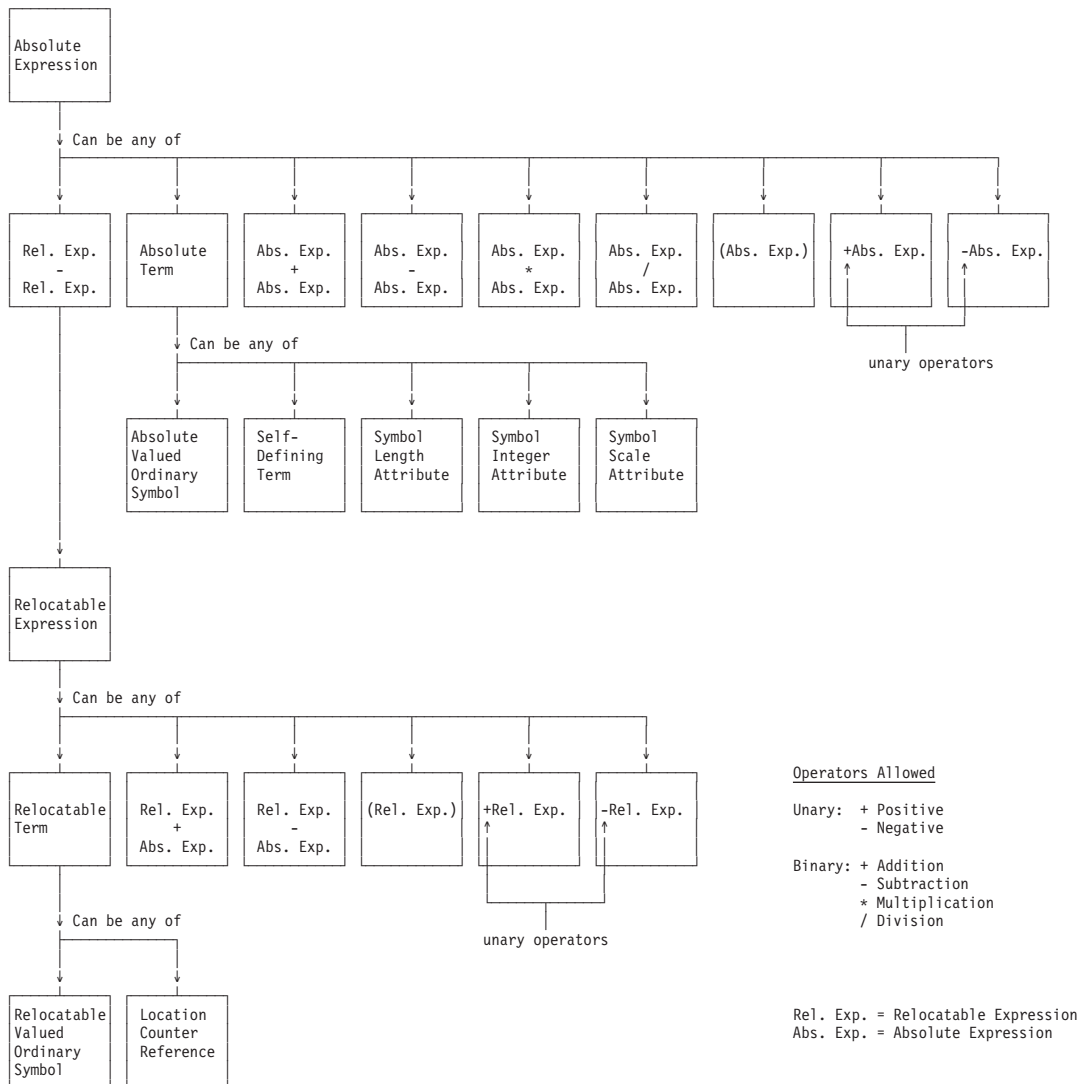 Absolute
Expression
Can be any of
Rel. Exp. Absolute Abs. Exp. Abs. Exp. Abs. Exp. Abs. Exp. (Abs. Exp.) +Abs. Exp. -Abs. Exp.
- Term + - * /
Rel. Exp. Abs. Exp. Abs. Exp. Abs. Exp. Abs. Exp.
Can be any of
unary operators
Absolute Self- Symbol Symbol Symbol
Valued Defining Length Integer Scale
Ordinary Term Attribute Attribute Attribute
Symbol
Relocatable
Expression
Can be any of
Relocatable Rel. Exp. Rel. Exp. (Rel. Exp.) +Rel. Exp. -Rel. Exp.
Term + -
Abs. Exp. Abs. Exp.
Operators Allowed
Unary: + Positive
- Negative
Binary: + Addition
- Subtraction
* Multiplication
/ Division
Can be any of
unary operators
Relocatable Location
Valued Counter
Ordinary Reference
Symbol
Rel. Exp. = Relocatable Expression
Abs. Exp. = Absolute Expression